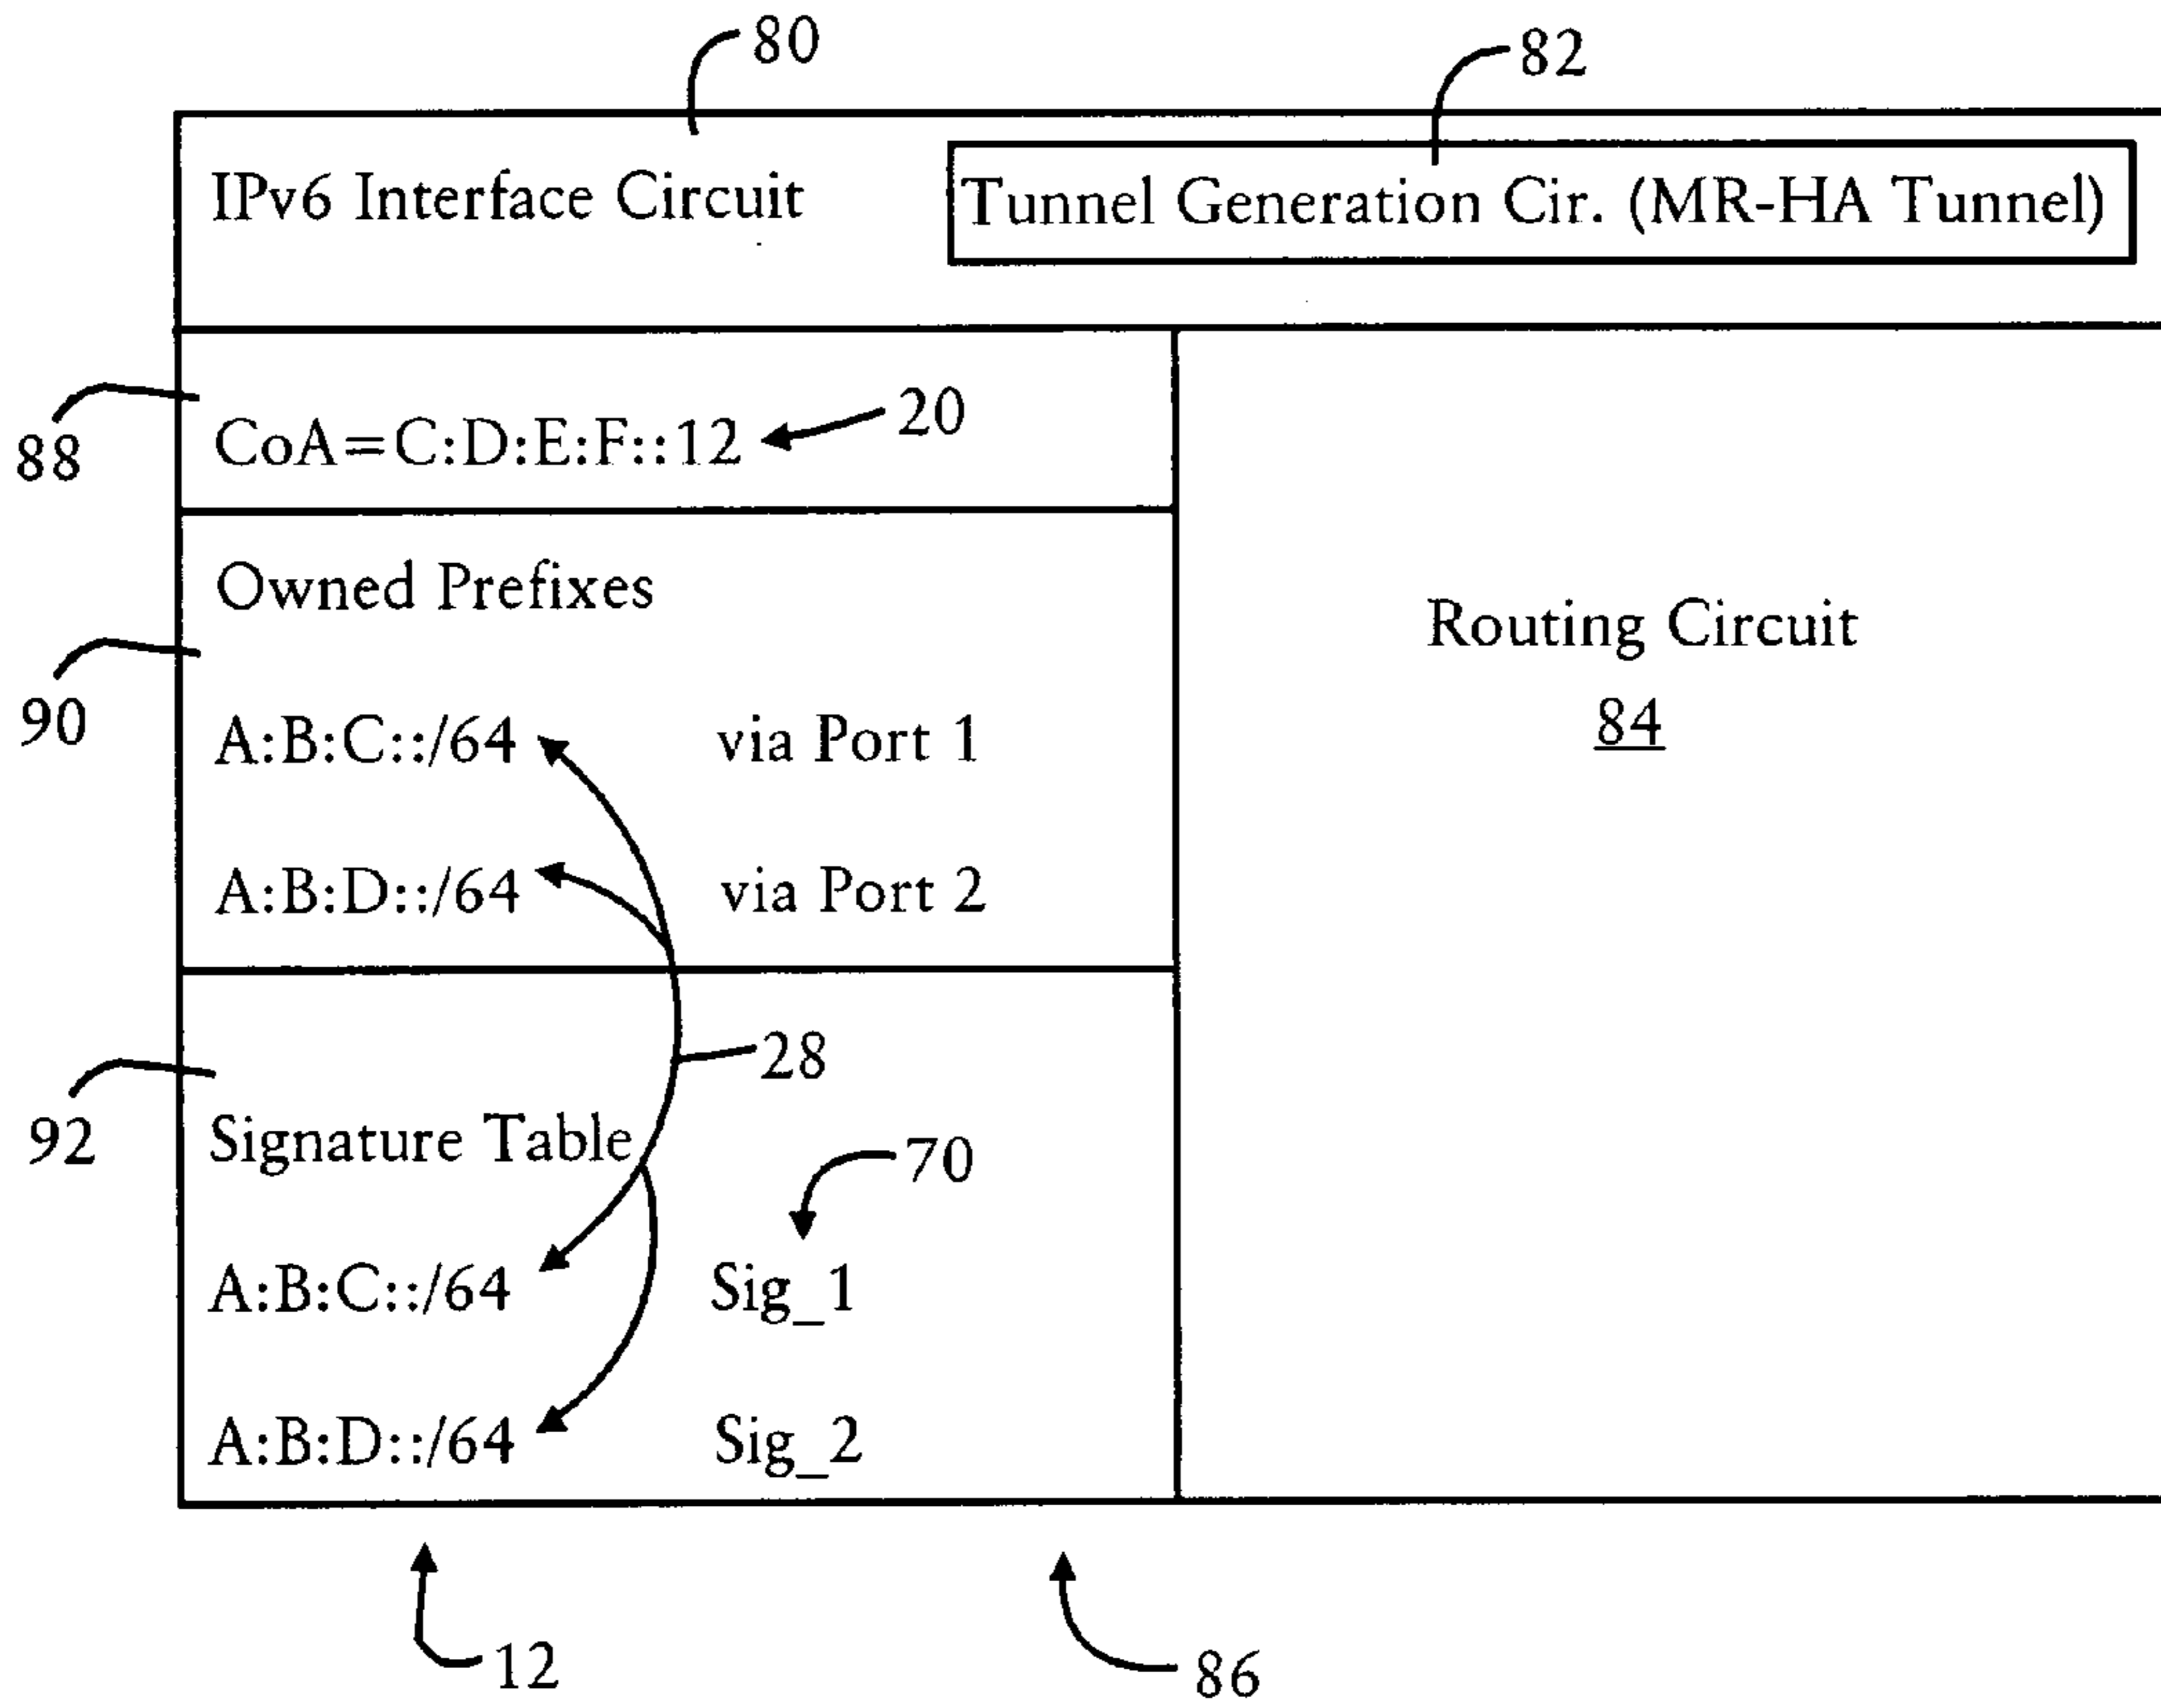 80
82
IPv6 Interface Circuit
Tunnel Generation Cir. (MR-HA Tunnel)
88
CoA=C:D:E:F::12
20
Owned Prefixes
90
A:B:C::/64 via Port 1
A:B:D::/64 via Port 2
Routing Circuit
84
28
92
Signature Table
70
A:B:C::/64 Sig_1
A:B:D::/64 Sig_2
12
86